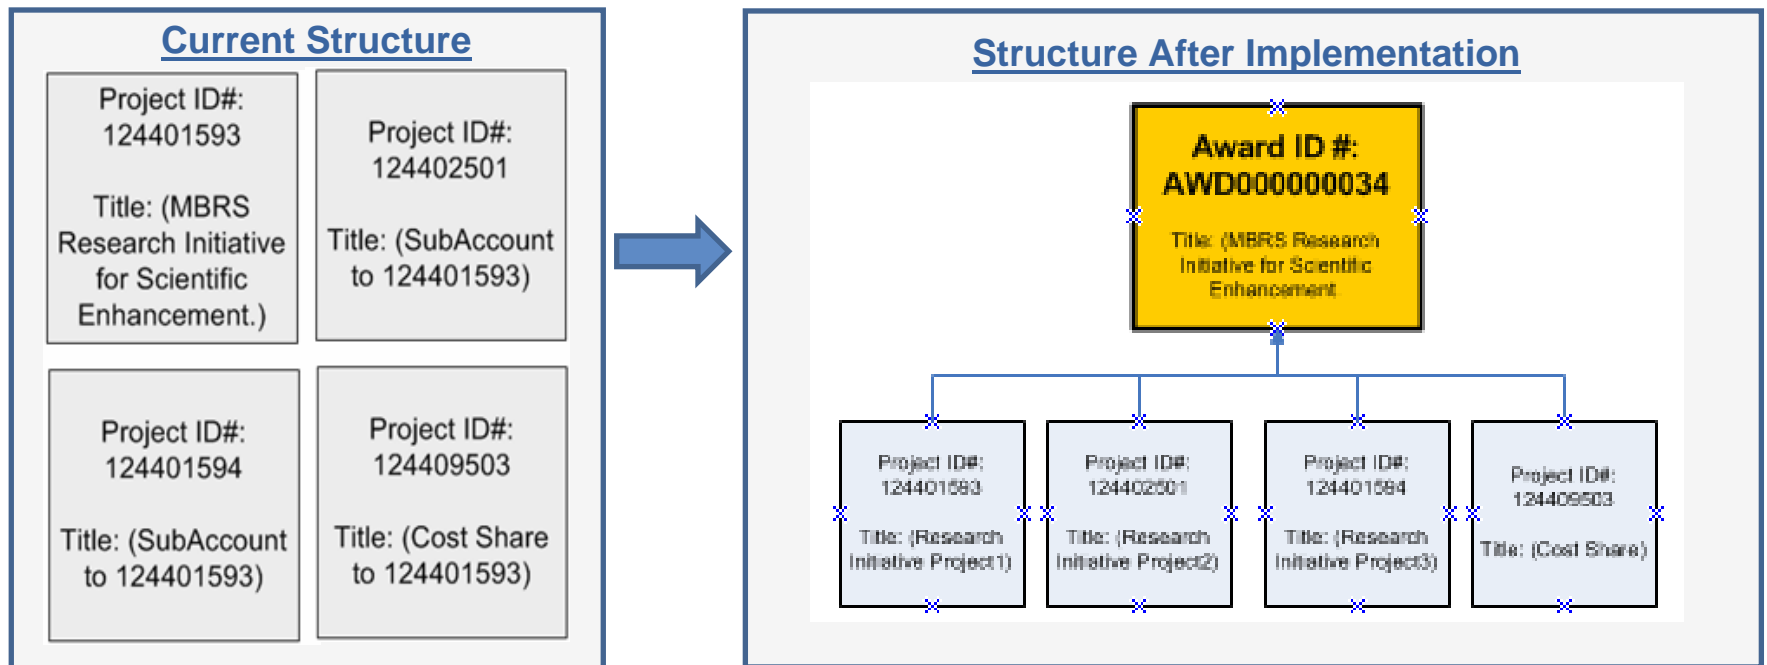 Current Structure
Project ID#:
124401593
Title: (MBRS
Research Initiative
for Scientific
Enhancement.)
Project ID#:
124402501
Title: (SubAccount
to 124401593)
Project ID#:
124401594
Title: (SubAccount
to 124401593)
Project ID#:
124409503
Title: (Cost Share
to 124401593)
Structure After Implementation
Award ID #:
AWD000000034
Title: (MBRS Research
Initiative for Scientific
Enhancement
Project ID#:
124401593
Title: (Research
Initiative Project1)
Project ID#:
124402501
Title: (Research
Initiative Project2)
Project ID#:
124401594
Title: (Research
Initiative Project3)
Project ID#:
124409503
Title: (Cost Share)